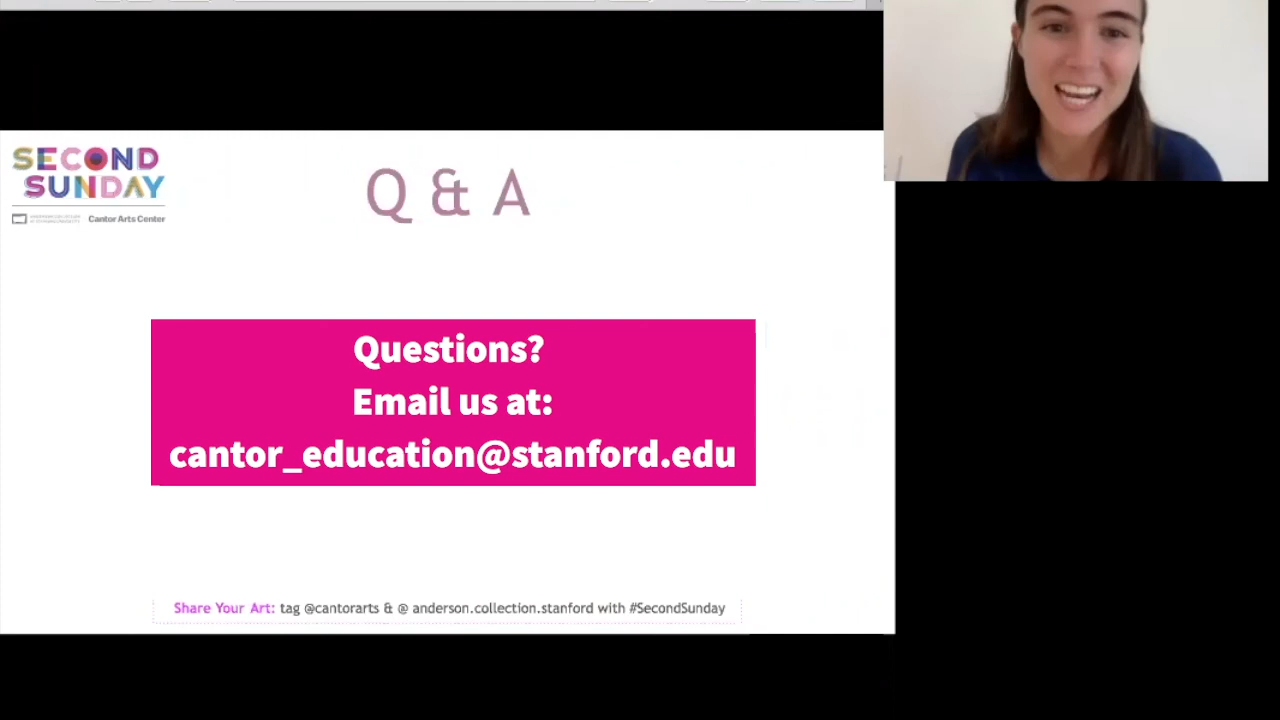 SECOND
SUNDAY
Cantor Arts Center
Q & A
Questions?
Email us at:
cantor_education@stanford.edu
Share Your Art: tag @cantorarts & @ anderson.collection.stanford with #SecondSunday